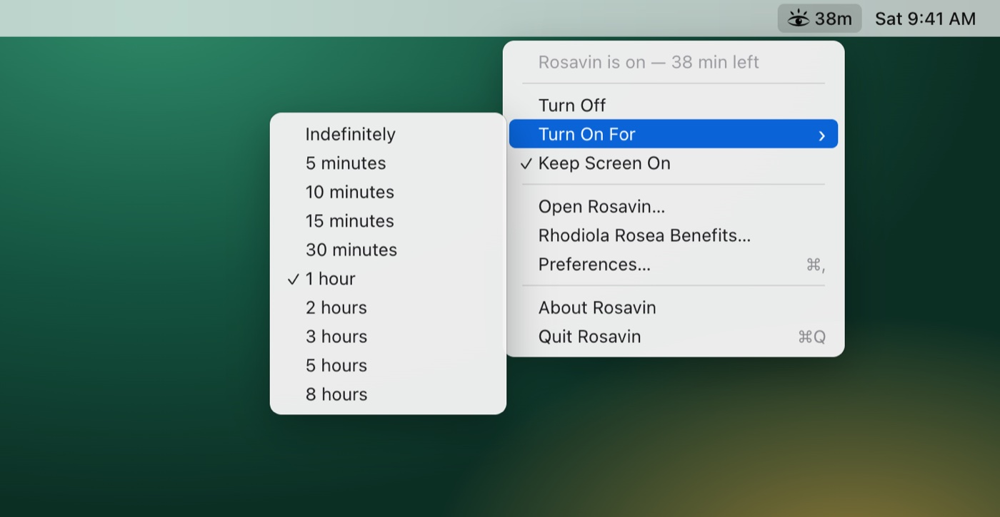 38m Sat 9:41 AM
Rosavin is on — 38 min left
Turn Off
Turn On For ›
✓ Keep Screen On
Open Rosavin...
Rhodiola Rosea Benefits...
Preferences... ⌘,
About Rosavin
Quit Rosavin ⌘Q
Indefinitely
5 minutes
10 minutes
15 minutes
30 minutes
✓ 1 hour
2 hours
3 hours
5 hours
8 hours